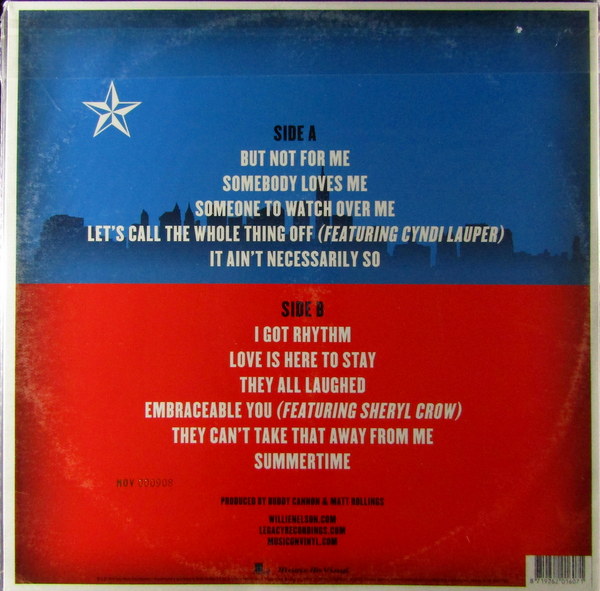 SIDE A
BUT NOT FOR ME
SOMEBODY LOVES ME
SOMEONE TO WATCH OVER ME
LET'S CALL THE WHOLE THING OFF (FEATURING CYNDI LAUPER)
IT AIN'T NECESSARILY SO
SIDE B
I GOT RHYTHM
LOVE IS HERE TO STAY
THEY ALL LAUGHED
EMBRACEABLE YOU (FEATURING SHERYL CROW)
THEY CAN'T TAKE THAT AWAY FROM ME
SUMMERTIME
MOV 000908
PRODUCED BY BUDDY CANNON & MATT ROLLINGS
WILLIENELSON.COM
LEGACYRECORDINGS.COM
MUSICONVINYL.COM